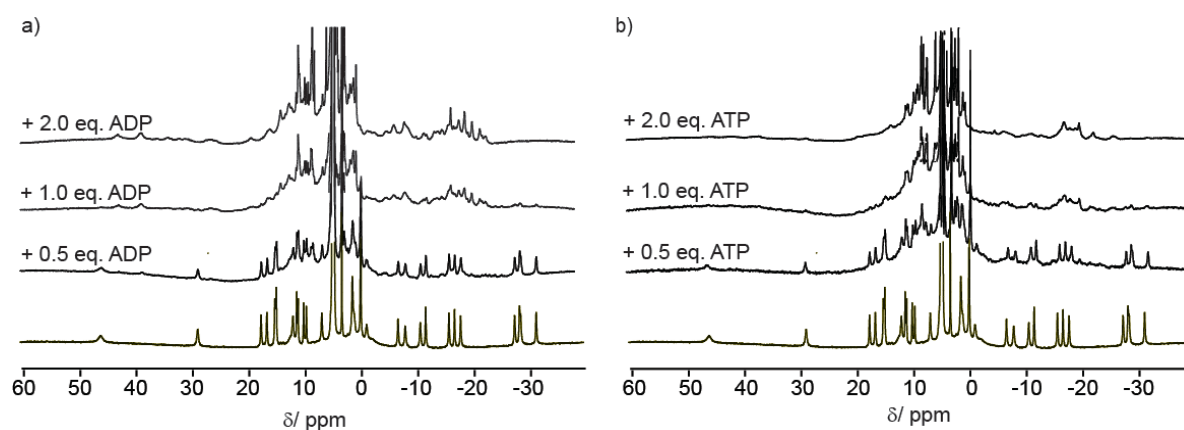 a)
+ 2.0 eq. ADP
+ 1.0 eq. ADP
+ 0.5 eq. ADP
60 50 40 30 20 10 0 -10 -20 -30
δ/ ppm
b)
+ 2.0 eq. ATP
+ 1.0 eq. ATP
+ 0.5 eq. ATP
60 50 40 30 20 10 0 -10 -20 -30
δ/ ppm